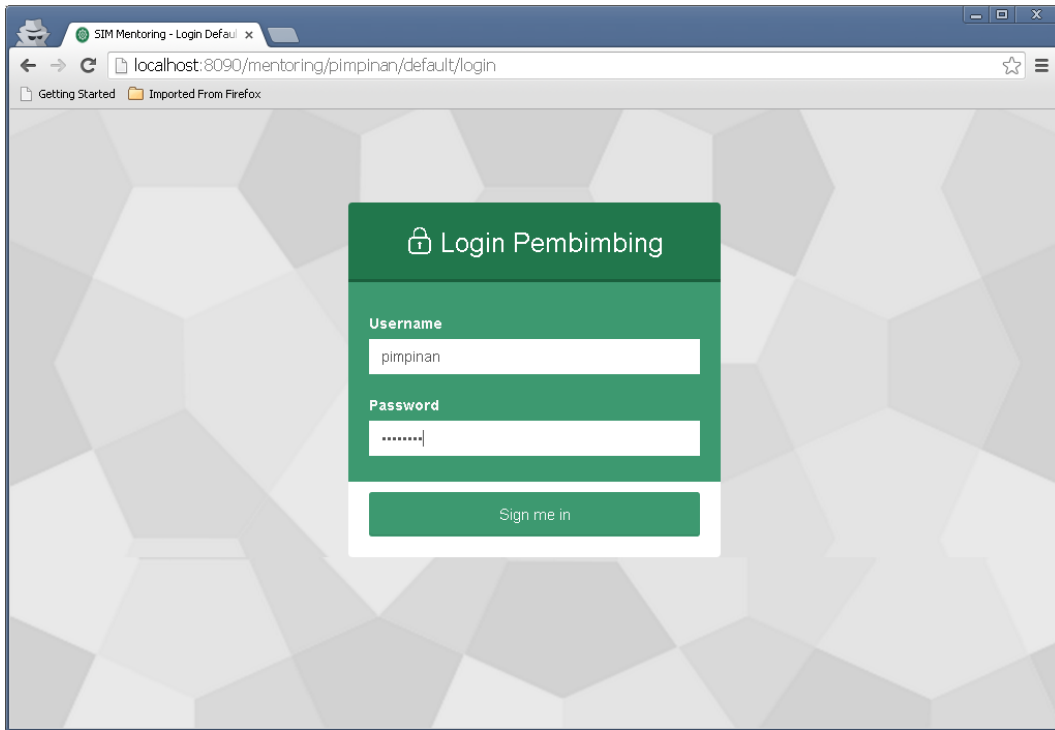 SIM Mentoring - Login Defaul
localhost:8090/mentoring/pimpinan/default/login
Getting Started Imported From Firefox
Login Pembimbing
Username
pimpinan
Password
••••••••
Sign me in